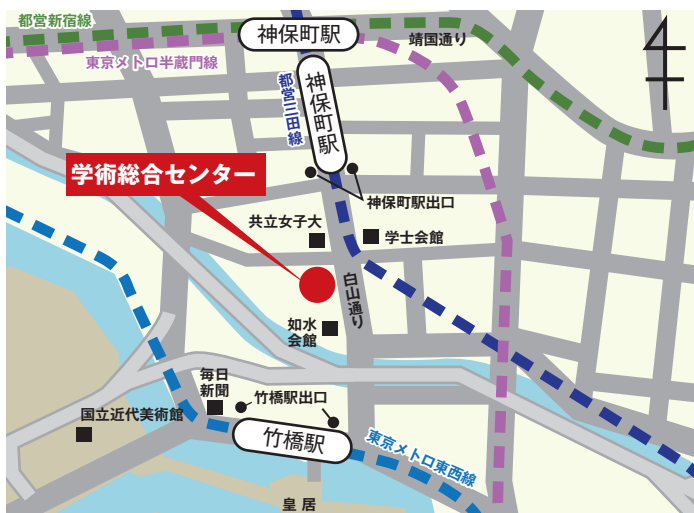 都営新宿線
神保町駅
靖国通り
東京メトロ半蔵門線
都営三田線
神保町駅
学術総合センター
神保町駅出口
共立女子大
学士会館
白山通り
如水
会館
毎日
新聞
竹橋駅出口
国立近代美術館
竹橋駅
東京メトロ東西線
皇居